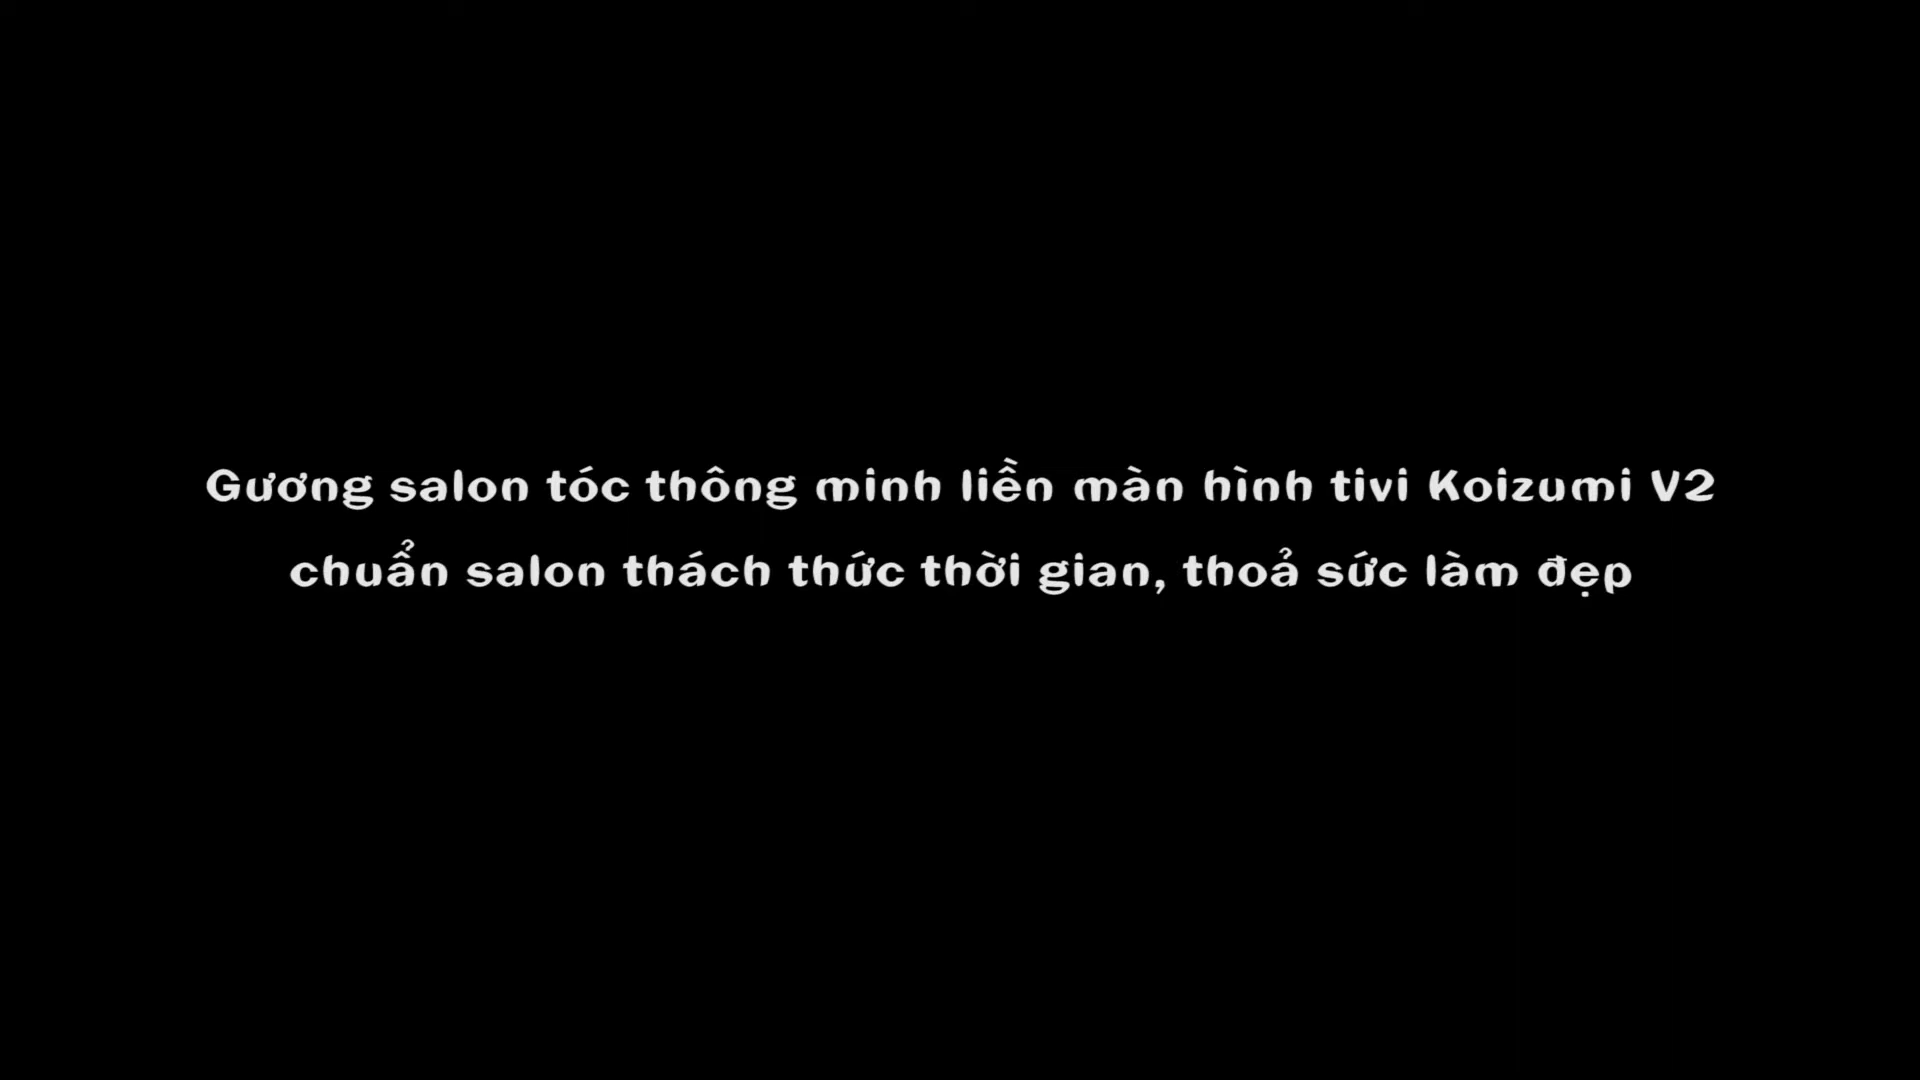 Gương salon tóc thông minh liền màn hình tivi Koizumi V2
chuẩn salon thách thức thời gian, thoả sức làm đẹp